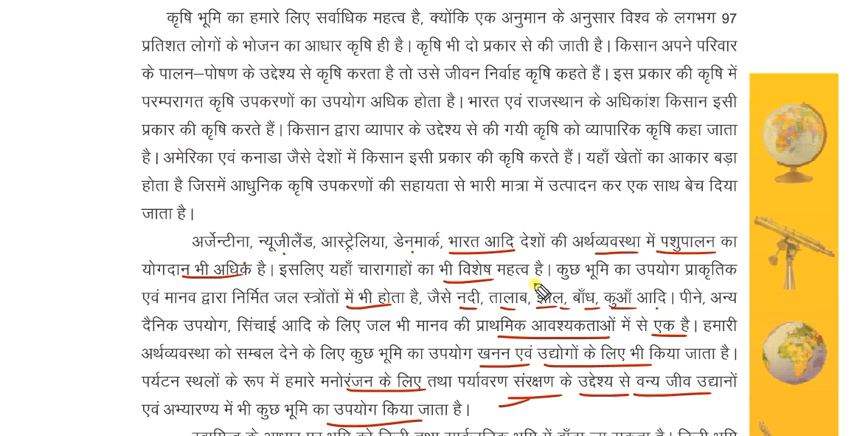 कृषि भूमि का हमारे लिए सर्वाधिक महत्व है, क्योंकि एक अनुमान के अनुसार विश्व के लगभग 97
प्रतिशत लोगों के भोजन का आधार कृषि ही है। कृषि भी दो प्रकार से की जाती है। किसान अपने परिवार
के पालन–पोषण के उद्देश्य से कृषि करता है तो उसे जीवन निर्वाह कृषि कहते हैं। इस प्रकार की कृषि में
परम्परागत कृषि उपकरणों का उपयोग अधिक होता है। भारत एवं राजस्थान के अधिकांश किसान इसी
प्रकार की कृषि करते हैं। किसान द्वारा व्यापार के उद्देश्य से की गयी कृषि को व्यापारिक कृषि कहा जाता
है। अमेरिका एवं कनाडा जैसे देशों में किसान इसी प्रकार की कृषि करते हैं। यहाँ खेतों का आकार बड़ा
होता है जिसमें आधुनिक कृषि उपकरणों की सहायता से भारी मात्रा में उत्पादन कर एक साथ बेच दिया
जाता है।
अर्जेन्टीना, न्यूजीलैंड, आस्ट्रेलिया, डेनमार्क, भारत आदि देशों की अर्थव्यवस्था में पशुपालन का
योगदान भी अधिक है। इसलिए यहाँ चारागाहों का भी विशेष महत्व है। कुछ भूमि का उपयोग प्राकृतिक
एवं मानव द्वारा निर्मित जल स्त्रोंतों में भी होता है, जैसे नदी, तालाब, झील, बाँध, कुआँ आदि। पीने, अन्य
दैनिक उपयोग, सिंचाई आदि के लिए जल भी मानव की प्राथमिक आवश्यकताओं में से एक है। हमारी
अर्थव्यवस्था को सम्बल देने के लिए कुछ भूमि का उपयोग खनन एवं उद्योगों के लिए भी किया जाता है।
पर्यटन स्थलों के रूप में हमारे मनोरंजन के लिए तथा पर्यावरण संरक्षण के उद्देश्य से वन्य जीव उद्यानों
एवं अभ्यारण्य में भी कुछ भूमि का उपयोग किया जाता है।